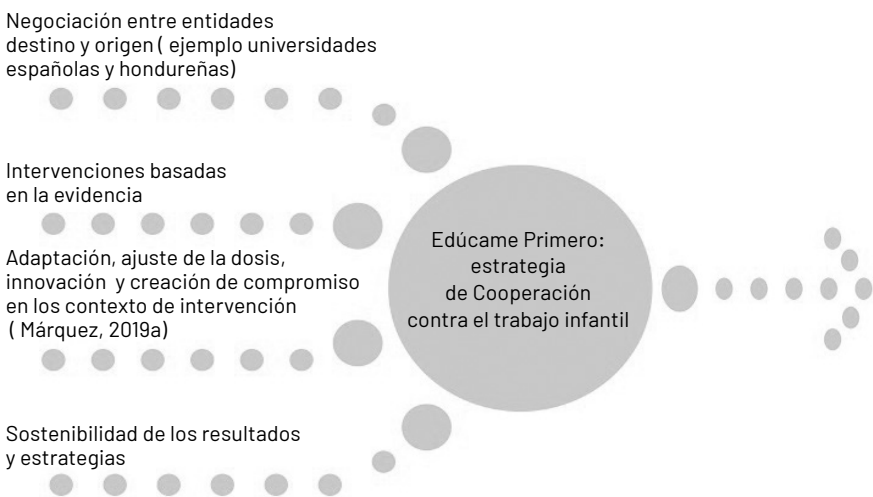 Negociación entre entidades
destino y origen ( ejemplo universidades
españolas y hondureñas)
Intervenciones basadas
en la evidencia
Adaptación, ajuste de la dosis,
innovación y creación de compromiso
en los contexto de intervención
( Márquez, 2019a)
Sostenibilidad de los resultados
y estrategias
Edúcame Primero:
estrategia
de Cooperación
contra el trabajo infantil